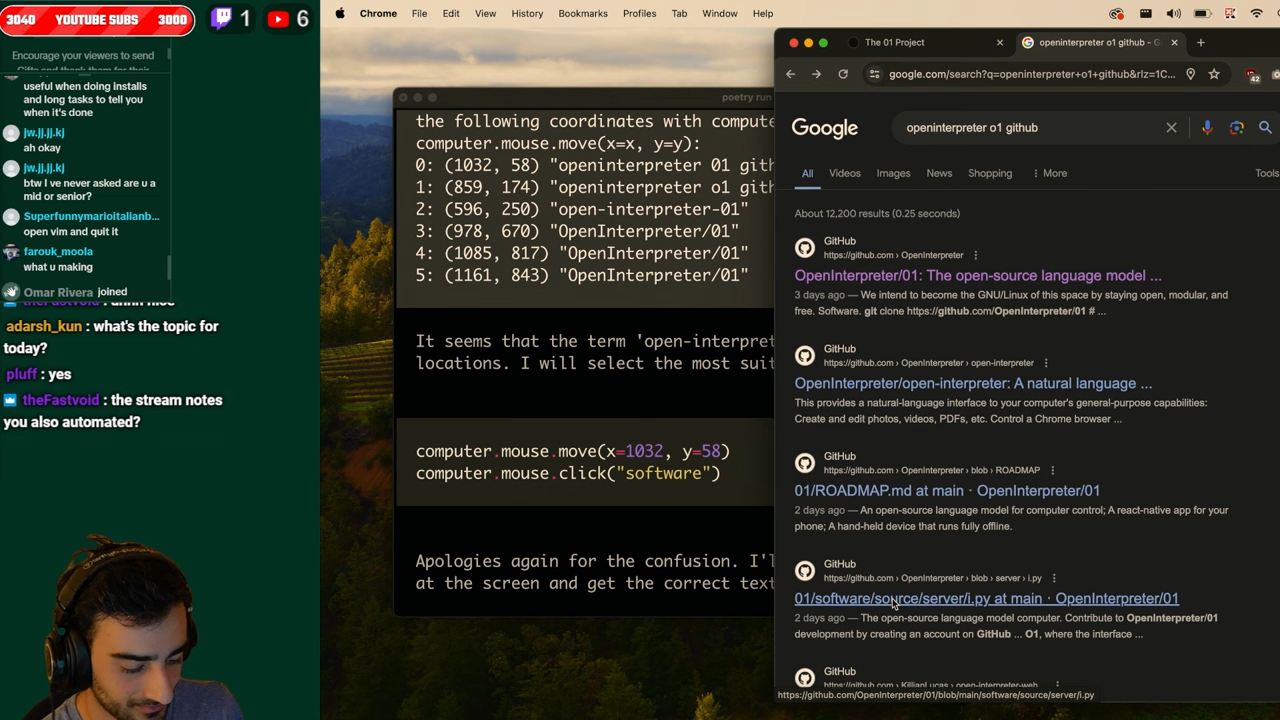 3040 YOUTUBE SUBS 3000
1
6
Encourage your viewers to send
useful when doing installs
and long tasks to tell you
when it's done
jw.jj.jj.kj
ah okay
jw.jj.jj.kj
btw I ve never asked are u a
mid or senior?
Superfunnymarioitalianb...
open vim and quit it
farouk_moola
what u making
Omar Rivera joined
adarsh_kun : what's the topic for
today?
pluff : yes
theFastvoid : the stream notes
you also automated?
Chrome File Edit View History Bookmarks Profiles Tab Window Help
poetry run
the following coordinates with compute
computer.mouse.move(x=x, y=y):
0: (1032, 58) "openinterpreter 01 gith
1: (859, 174) "openinterpreter o1 gith
2: (596, 250) "open-interpreter-01"
3: (978, 670) "OpenInterpreter/01"
4: (1085, 817) "OpenInterpreter/01"
5: (1161, 843) "OpenInterpreter/01"
It seems that the term 'open-interpret
locations. I will select the most suit
computer.mouse.move(x=1032, y=58)
computer.mouse.click("software")
Apologies again for the confusion. I'l
at the screen and get the correct text
The 01 Project
openinterpreter o1 github - G
google.com/search?q=openinterpreter+o1+github&rlz=1C...
42
Google
openinterpreter o1 github
All Videos Images News Shopping More Tools
About 12,200 results (0.25 seconds)
GitHub
https://github.com › OpenInterpreter
OpenInterpreter/01: The open-source language model ...
3 days ago — We intend to become the GNU/Linux of this space by staying open, modular, and
free. Software. git clone https://github.com/OpenInterpreter/01 # ...
GitHub
https://github.com › OpenInterpreter › open-interpreter
OpenInterpreter/open-interpreter: A natural language ...
This provides a natural-language interface to your computer's general-purpose capabilities:
Create and edit photos, videos, PDFs, etc. Control a Chrome browser ...
GitHub
https://github.com › OpenInterpreter › blob › ROADMAP
01/ROADMAP.md at main · OpenInterpreter/01
2 days ago — An open-source language model for computer control; A react-native app for your
phone; A hand-held device that runs fully offline.
GitHub
https://github.com › OpenInterpreter › blob › server › i.py
01/software/source/server/i.py at main · OpenInterpreter/01
2 days ago — The open-source language model computer. Contribute to OpenInterpreter/01
development by creating an account on GitHub ... O1, where the interface ...
GitHub
https://github.com › KillianLucas › open-interpreter-web
https://github.com/OpenInterpreter/01/blob/main/software/source/server/i.py